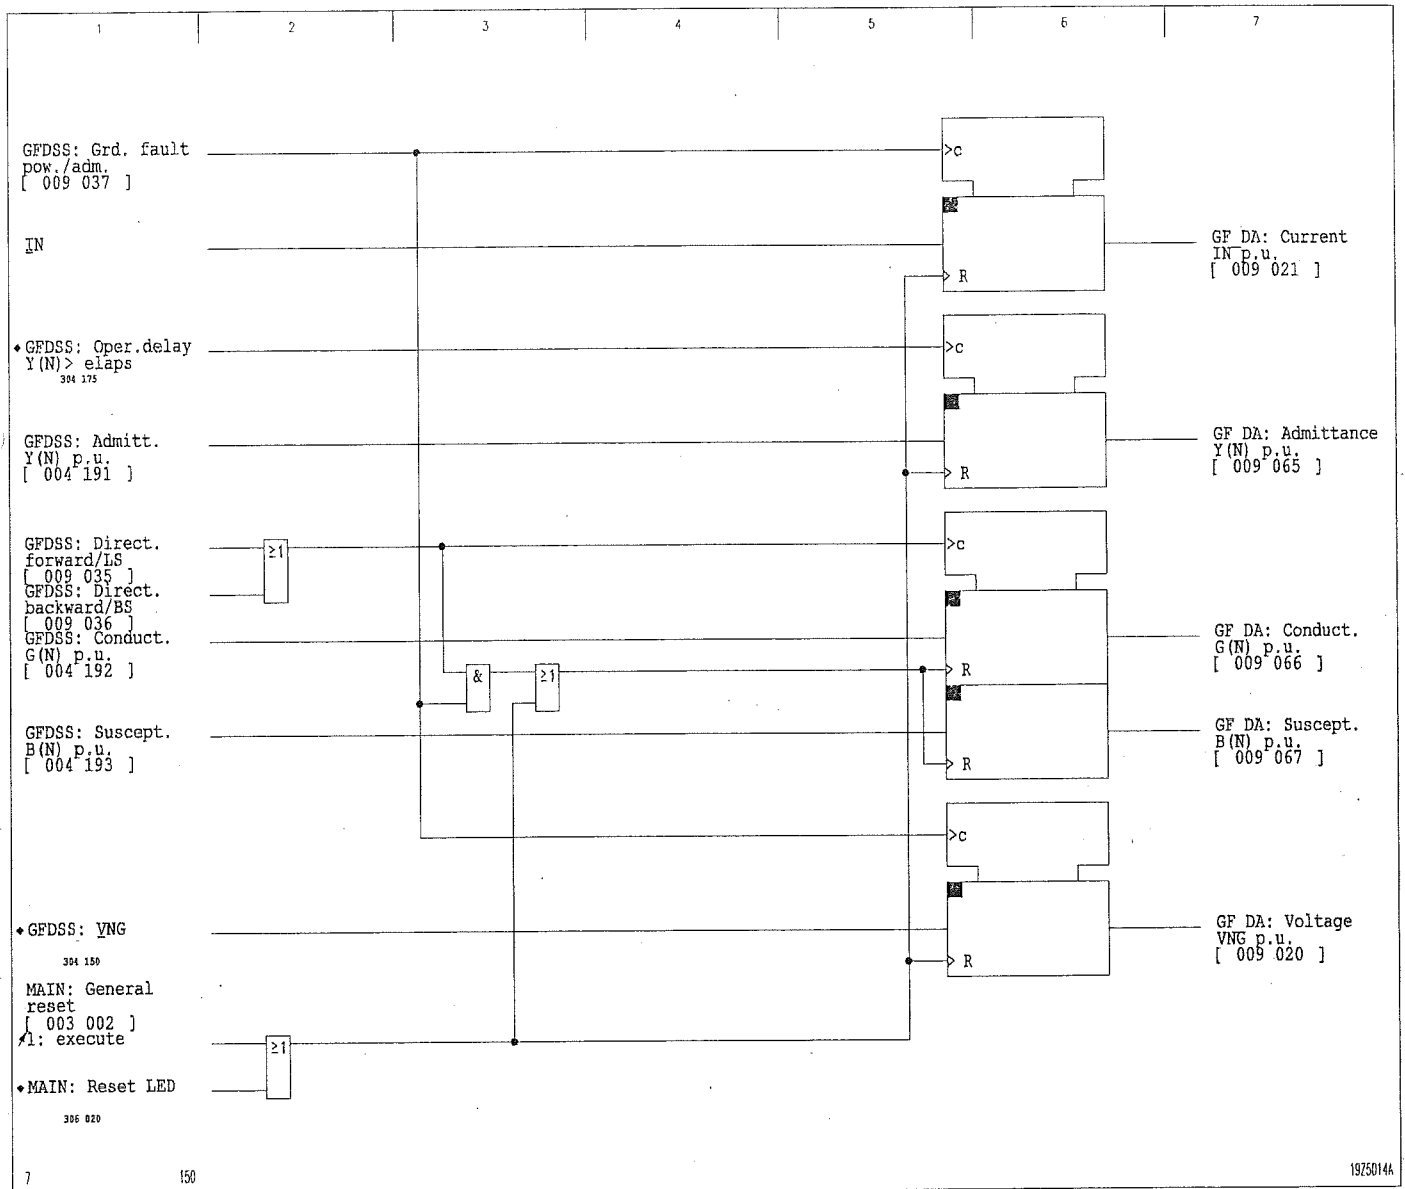 1 2 3 4 5 6 7
GFDSS: Grd. fault
pow./adm.
[ 009 037 ]
>c
IN
R
GF DA: Current
IN p.u.
[ 009 021 ]
◆GFDSS: Oper.delay
Y(N)> elaps
304 175
>c
GFDSS: Admitt.
Y(N) p.u.
[ 004 191 ]
R
GF DA: Admittance
Y(N) p.u.
[ 009 065 ]
GFDSS: Direct.
forward/LS
[ 009 035 ]
≥1
>c
GFDSS: Direct.
backward/BS
[ 009 036 ]
GFDSS: Conduct.
G(N) p.u.
[ 004 192 ]
&
≥1
R
GF DA: Conduct.
G(N) p.u.
[ 009 066 ]
GFDSS: Suscept.
B(N) p.u.
[ 004 193 ]
R
GF DA: Suscept.
B(N) p.u.
[ 009 067 ]
>c
◆GFDSS: VNG
304 150
R
GF DA: Voltage
VNG p.u.
[ 009 020 ]
MAIN: General
reset
[ 003 002 ]
1: execute
≥1
◆MAIN: Reset LED
306 020
7 150
19Z5014A